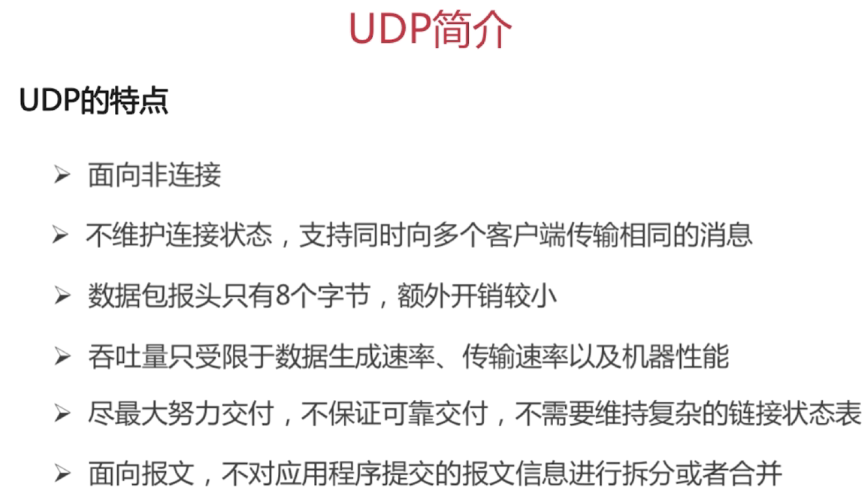 UDP简介
UDP的特点
➢ 面向非连接
➢ 不维护连接状态，支持同时向多个客户端传输相同的消息
➢ 数据包报头只有8个字节，额外开销较小
➢ 吞吐量只受限于数据生成速率、传输速率以及机器性能
➢ 尽最大努力交付，不保证可靠交付，不需要维持复杂的链接状态表
➢ 面向报文，不对应用程序提交的报文信息进行拆分或者合并